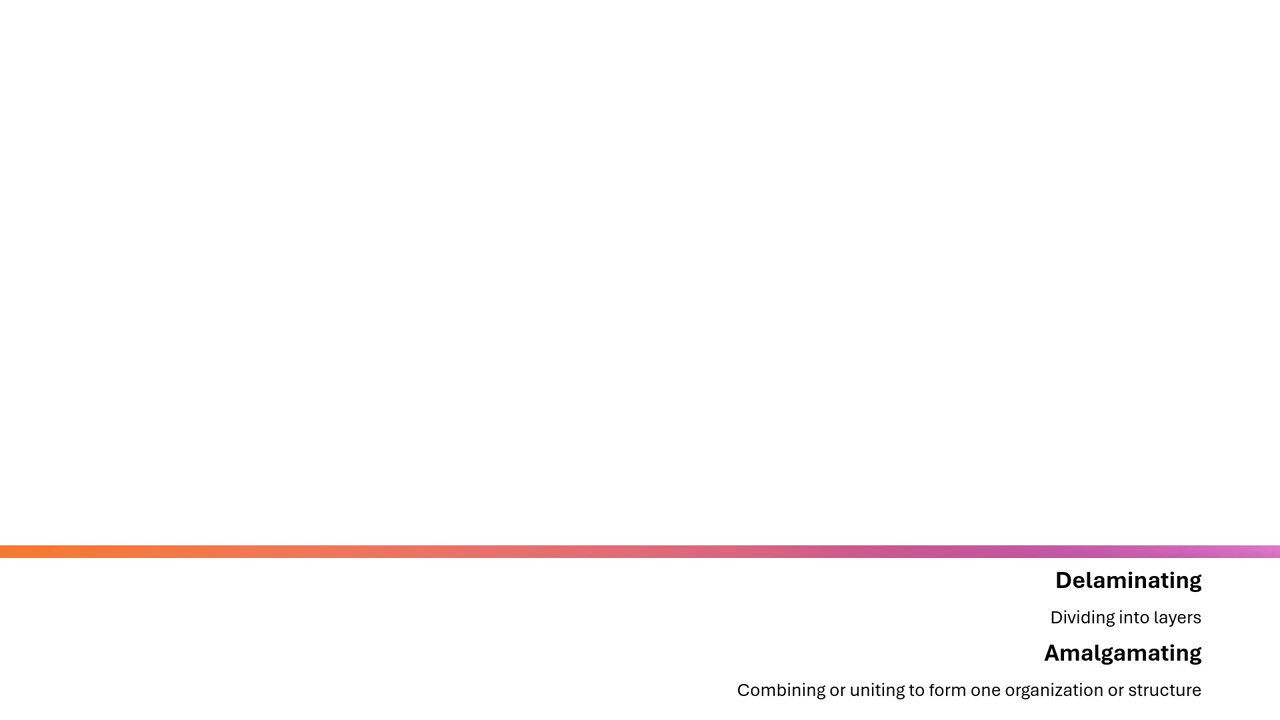 Delaminating
Dividing into layers
Amalgamating
Combining or uniting to form one organization or structure